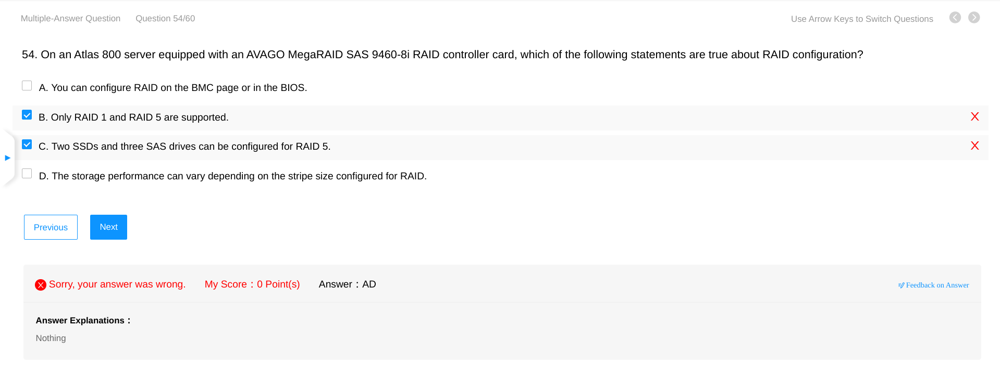 Multiple-Answer Question Question 54/60 Use Arrow Keys to Switch Questions
54. On an Atlas 800 server equipped with an AVAGO MegaRAID SAS 9460-8i RAID controller card, which of the following statements are true about RAID configuration?
A. You can configure RAID on the BMC page or in the BIOS.
B. Only RAID 1 and RAID 5 are supported.
C. Two SSDs and three SAS drives can be configured for RAID 5.
D. The storage performance can vary depending on the stripe size configured for RAID.
Previous Next
Sorry, your answer was wrong. My Score：0 Point(s) Answer：AD Feedback on Answer
Answer Explanations：
Nothing